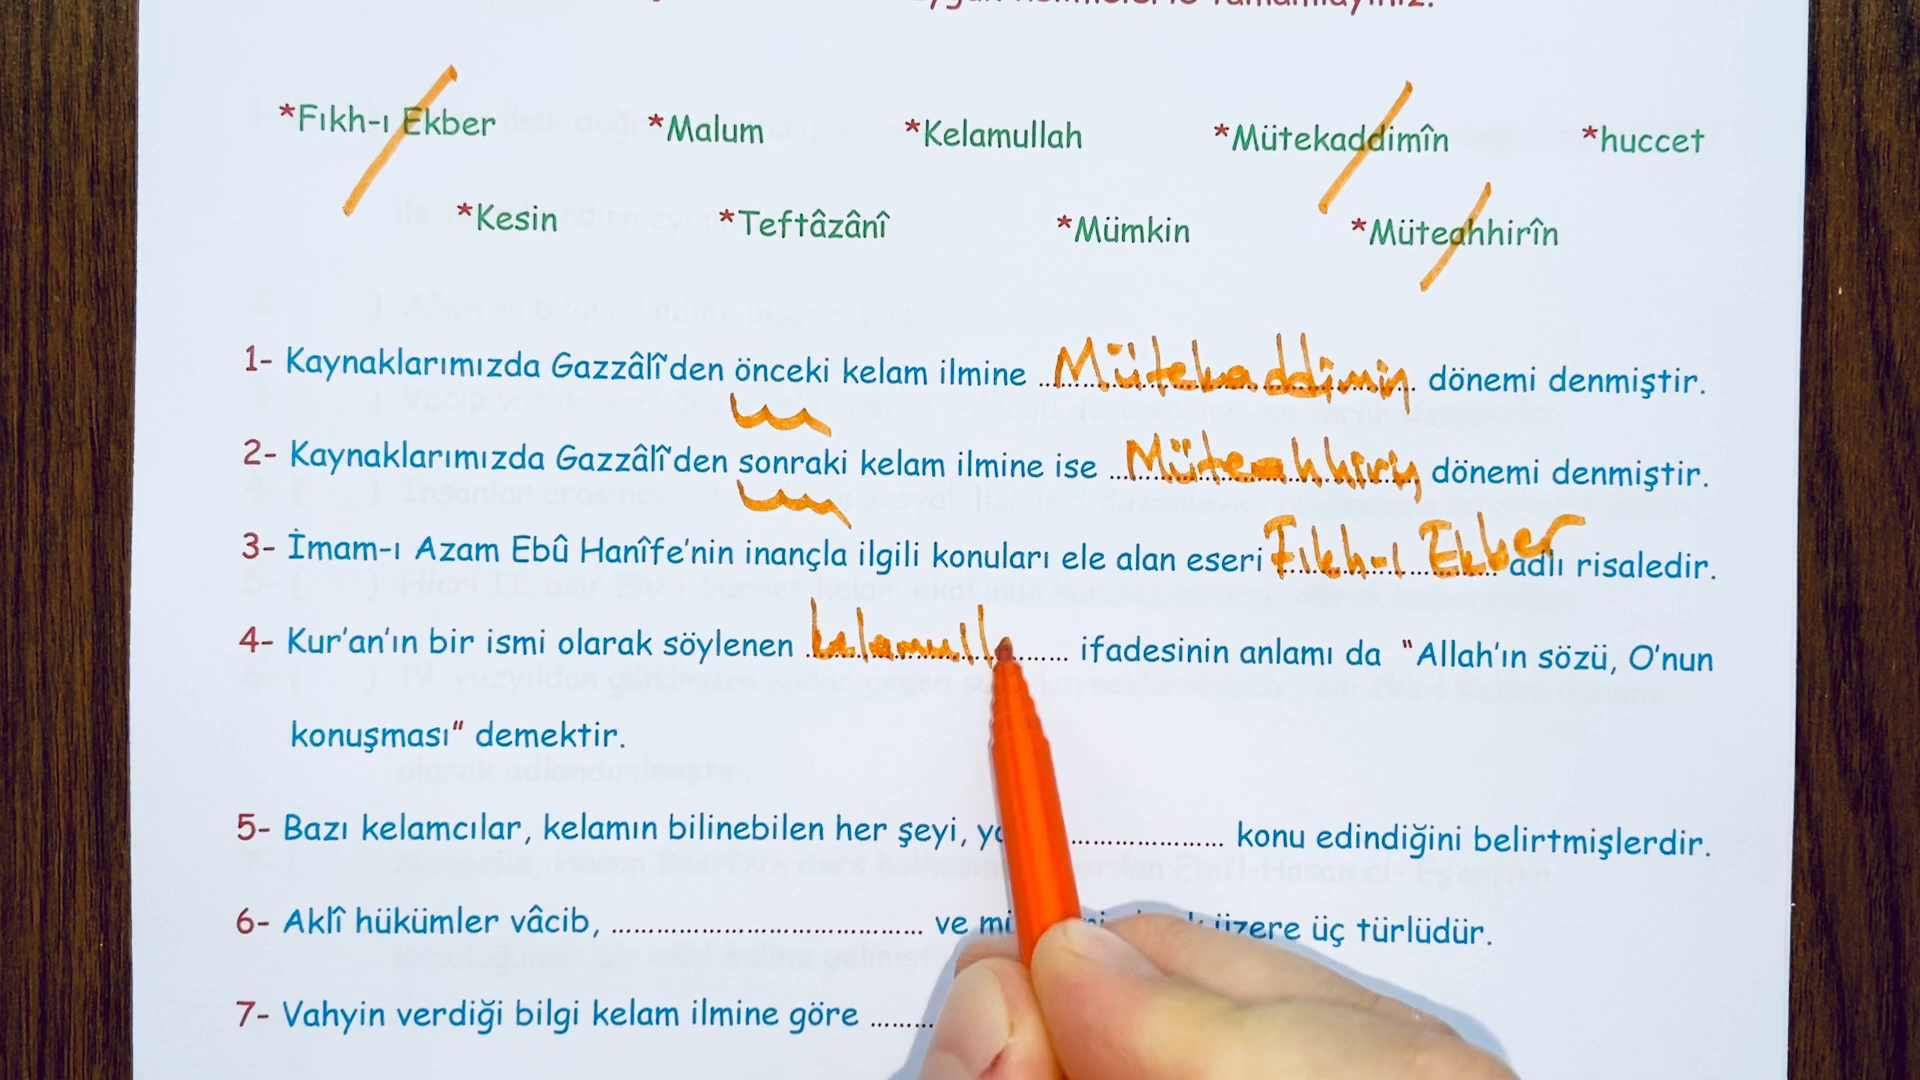 *Fıkh-ı Ekber *Malum *Kelamullah *Mütekaddimîn *huccet
*Kesin *Teftâzânî *Mümkin *Müteahhirîn
1- Kaynaklarımızda Gazzâlî'den önceki kelam ilmine Mütekaddimin dönemi denmiştir.
2- Kaynaklarımızda Gazzâlî'den sonraki kelam ilmine ise Müteahhirin dönemi denmiştir.
3- İmam-ı Azam Ebû Hanîfe'nin inançla ilgili konuları ele alan eseri Fıkh-ı Ekber adlı risaledir.
4- Kur'an'ın bir ismi olarak söylenen kelamull ifadesinin anlamı da "Allah'ın sözü, O'nun
konuşması" demektir.
5- Bazı kelamcılar, kelamın bilinebilen her şeyi, ..................... konu edindiğini belirtmişlerdir.
6- Aklî hükümler vâcib, .......................................... ve üzere üç türlüdür.
7- Vahyin verdiği bilgi kelam ilmine göre .........